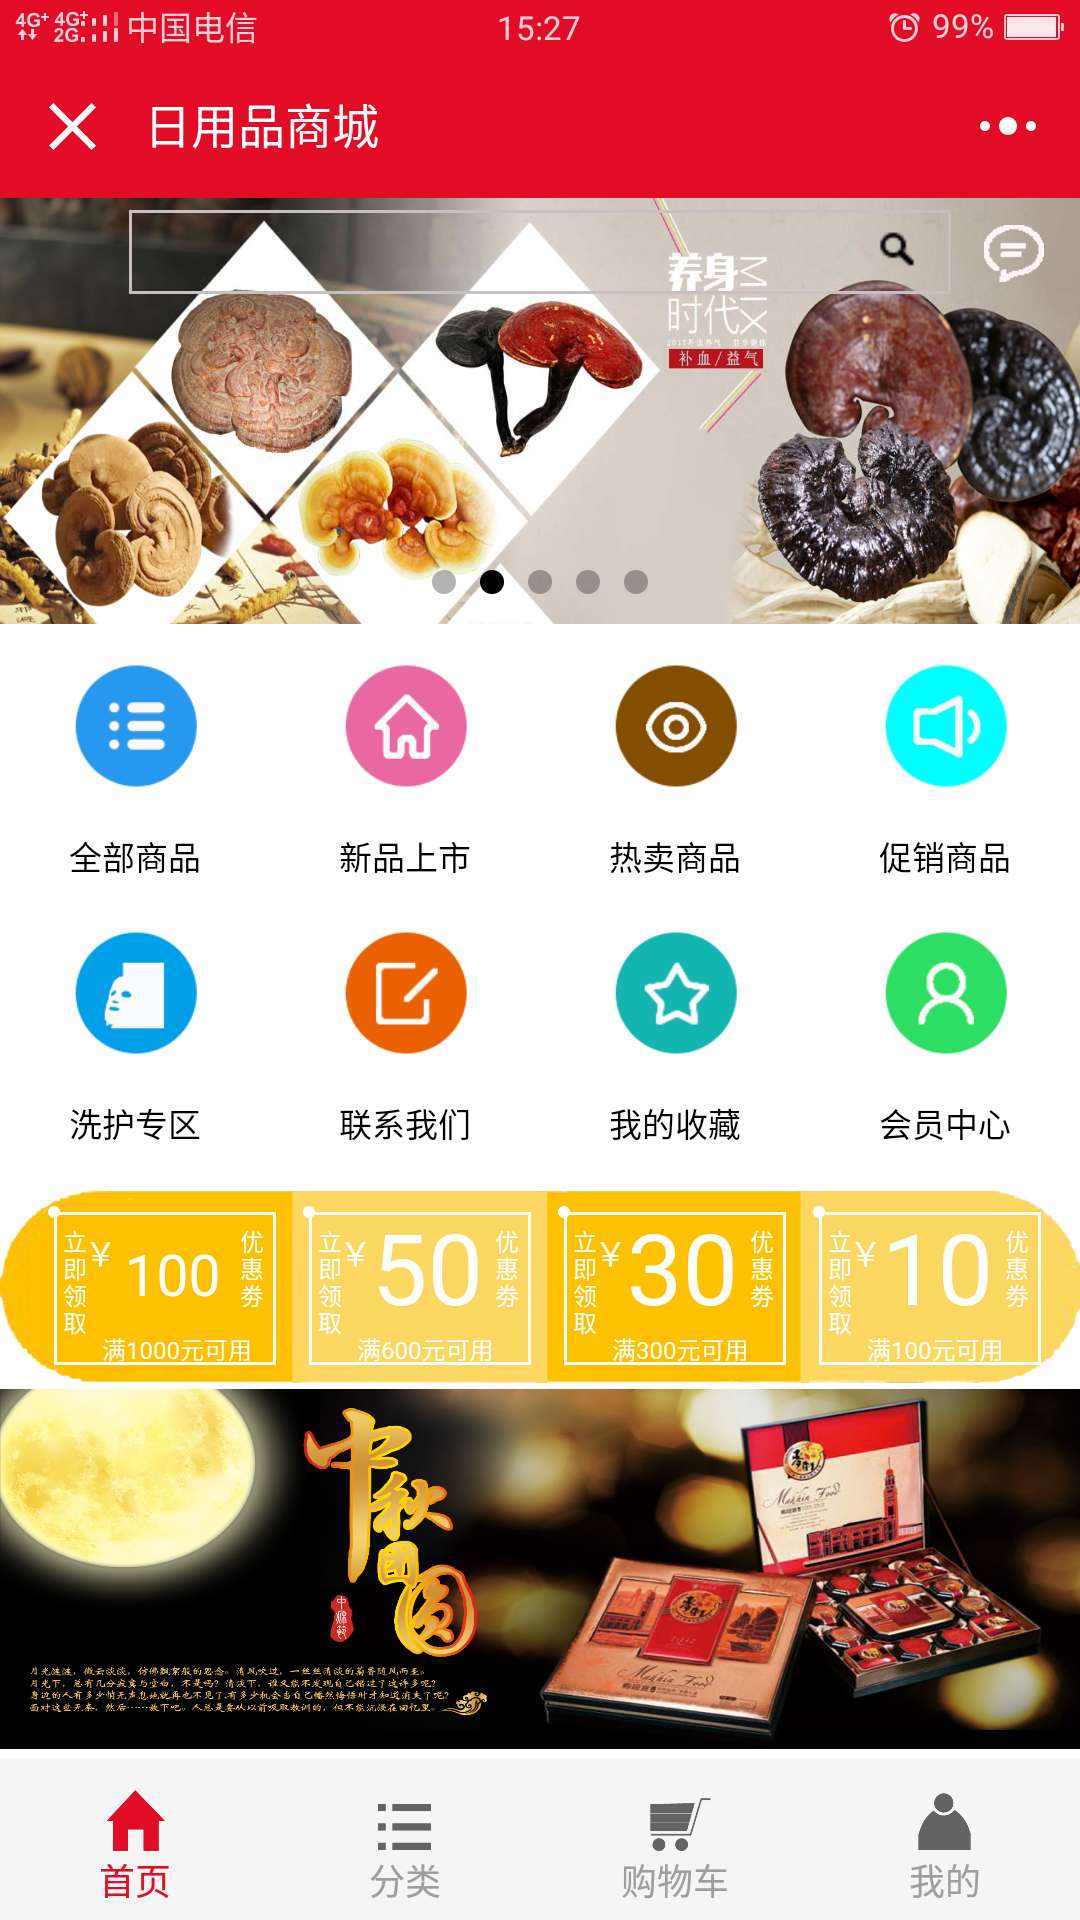 4G+ 4G+ 2G 中国电信 15:27 99%
日用品商城
养身
时代
MIX
补血/益气
全部商品 新品上市 热卖商品 促销商品
洗护专区 联系我们 我的收藏 会员中心
立即领取 ¥ 100 优惠券
满1000元可用
立即领取 ¥ 50 优惠券
满600元可用
立即领取 ¥ 30 优惠券
满300元可用
立即领取 ¥ 10 优惠券
满100元可用
中秋团圆
首页 分类 购物车 我的